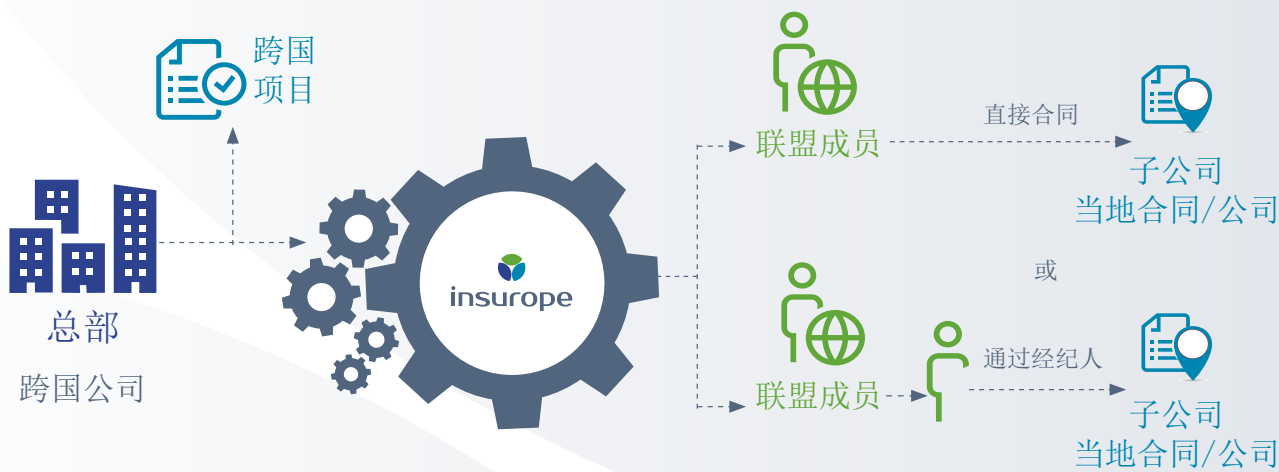 跨国
项目
总部
跨国公司
insurope
联盟成员
直接合同
子公司
当地合同/公司
或
联盟成员
通过经纪人
子公司
当地合同/公司